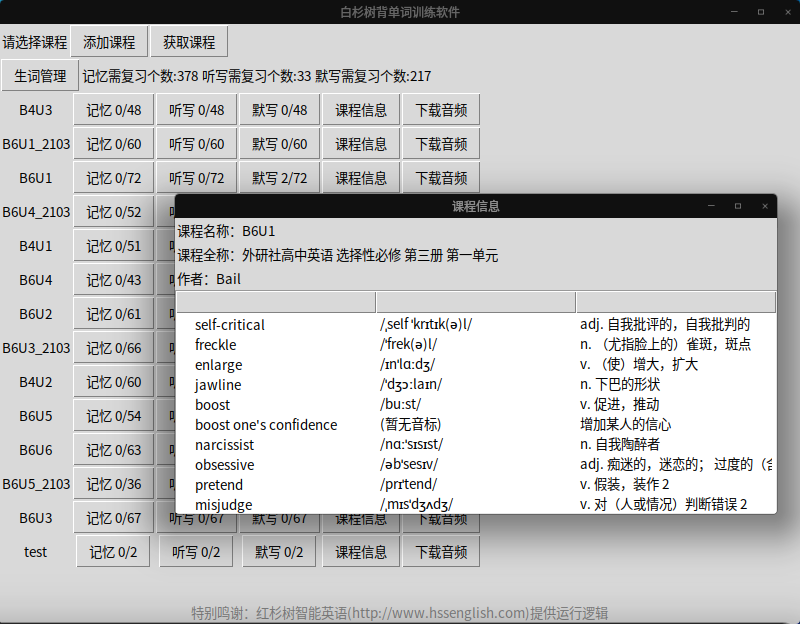 白杉树背单词训练软件
请选择课程 添加课程 获取课程
生词管理 记忆需复习个数:378 听写需复习个数:33 默写需复习个数:217
B4U3 记忆 0/48 听写 0/48 默写 0/48 课程信息 下载音频
B6U1_2103 记忆 0/60 听写 0/60 默写 0/60 课程信息 下载音频
B6U1 记忆 0/72 听写 0/72 默写 2/72 课程信息 下载音频
B6U4_2103 记忆 0/52
B4U1 记忆 0/51
B6U4 记忆 0/43
B6U2 记忆 0/61
B6U3_2103 记忆 0/66
B4U2 记忆 0/60
B6U5 记忆 0/54
B6U6 记忆 0/63
B6U5_2103 记忆 0/36
B6U3 记忆 0/67 听写 0/67 默写 0/67 课程信息 下载音频
test 记忆 0/2 听写 0/2 默写 0/2 课程信息 下载音频
课程信息
课程名称：B6U1
课程全称：外研社高中英语 选择性必修 第三册 第一单元
作者：Bail
self-critical /ˌself ˈkrɪtɪk(ə)l/ adj. 自我批评的，自我批判的
freckle /ˈfrek(ə)l/ n. （尤指脸上的）雀斑，斑点
enlarge /ɪnˈlɑːdʒ/ v. （使）增大，扩大
jawline /ˈdʒɔːlaɪn/ n. 下巴的形状
boost /buːst/ v. 促进，推动
boost one's confidence (暂无音标) 增加某人的信心
narcissist /nɑːˈsɪsɪst/ n. 自我陶醉者
obsessive /əbˈsesɪv/ adj. 痴迷的，迷恋的； 过度的（
pretend /prɪˈtend/ v. 假装，装作 2
misjudge /ˌmɪsˈdʒʌdʒ/ v. 对（人或情况）判断错误 2
特别鸣谢：红杉树智能英语(http://www.hssenglish.com)提供运行逻辑